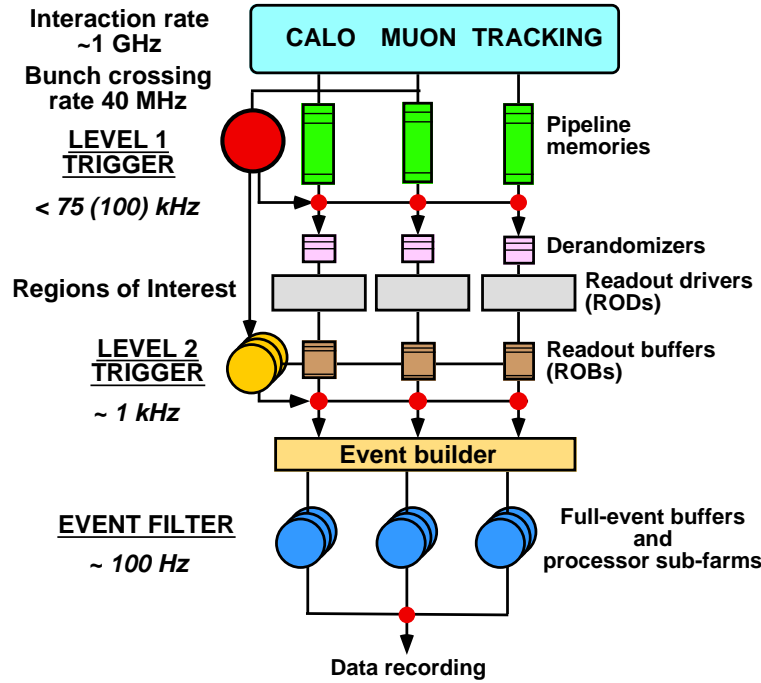 Interaction rate
~1 GHz
CALO MUON TRACKING
Bunch crossing
rate 40 MHz
LEVEL 1
TRIGGER
< 75 (100) kHz
Pipeline
memories
Derandomizers
Regions of Interest
Readout drivers
(RODs)
LEVEL 2
TRIGGER
~ 1 kHz
Readout buffers
(ROBs)
Event builder
EVENT FILTER
~ 100 Hz
Full-event buffers
and
processor sub-farms
Data recording